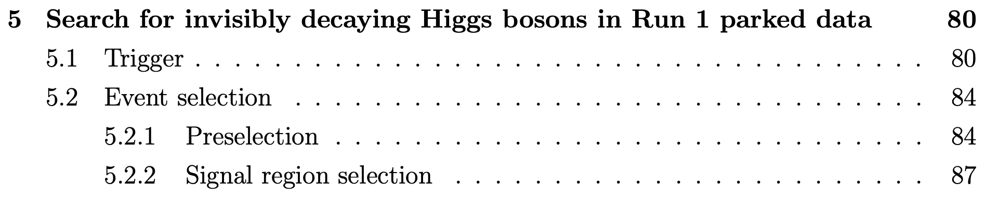 5 Search for invisibly decaying Higgs bosons in Run 1 parked data 80
5.1 Trigger . . . . . . . . . . . . . . . . . . . . . . . . . . . . . . . . . . . . . 80
5.2 Event selection . . . . . . . . . . . . . . . . . . . . . . . . . . . . . . . . 84
5.2.1 Preselection . . . . . . . . . . . . . . . . . . . . . . . . . . . . . . 84
5.2.2 Signal region selection . . . . . . . . . . . . . . . . . . . . . . . . 87